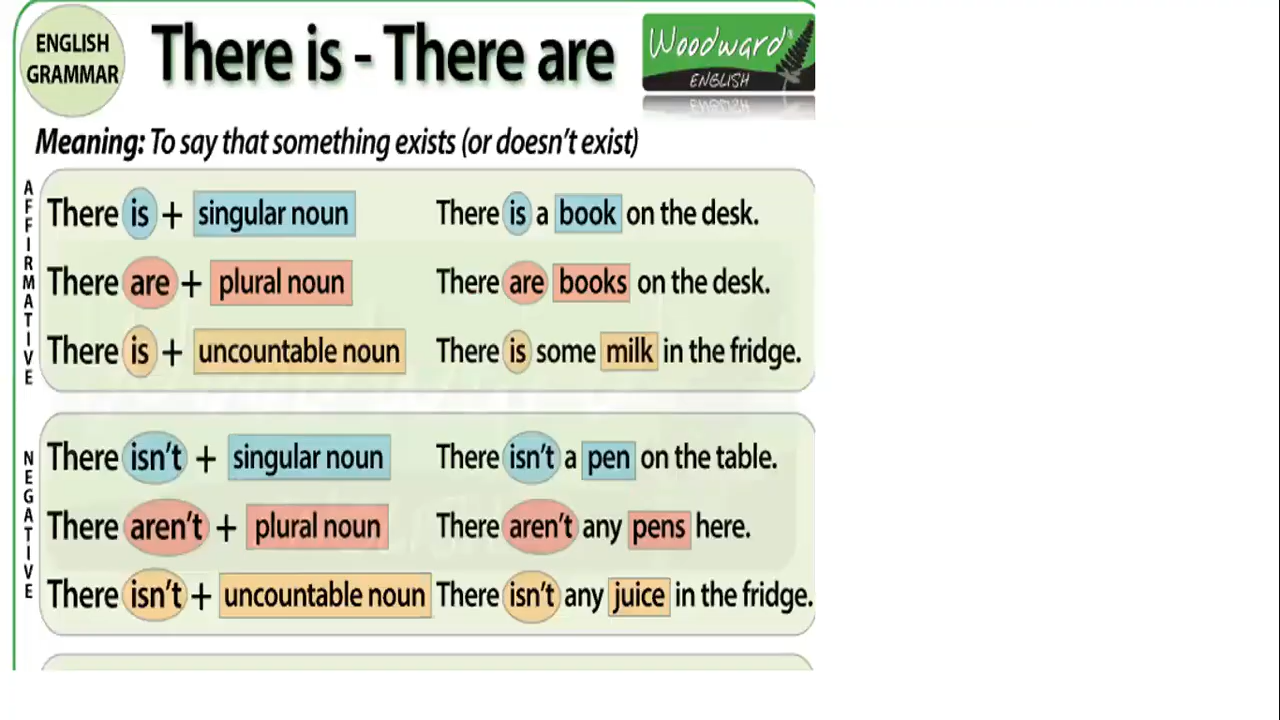 ENGLISH
GRAMMAR
There is - There are
Woodward®
ENGLISH
Meaning: To say that something exists (or doesn't exist)
AFFIRMATIVE
There is + singular noun There is a book on the desk.
There are + plural noun There are books on the desk.
There is + uncountable noun There is some milk in the fridge.
NEGATIVE
There isn't + singular noun There isn't a pen on the table.
There aren't + plural noun There aren't any pens here.
There isn't + uncountable noun There isn't any juice in the fridge.